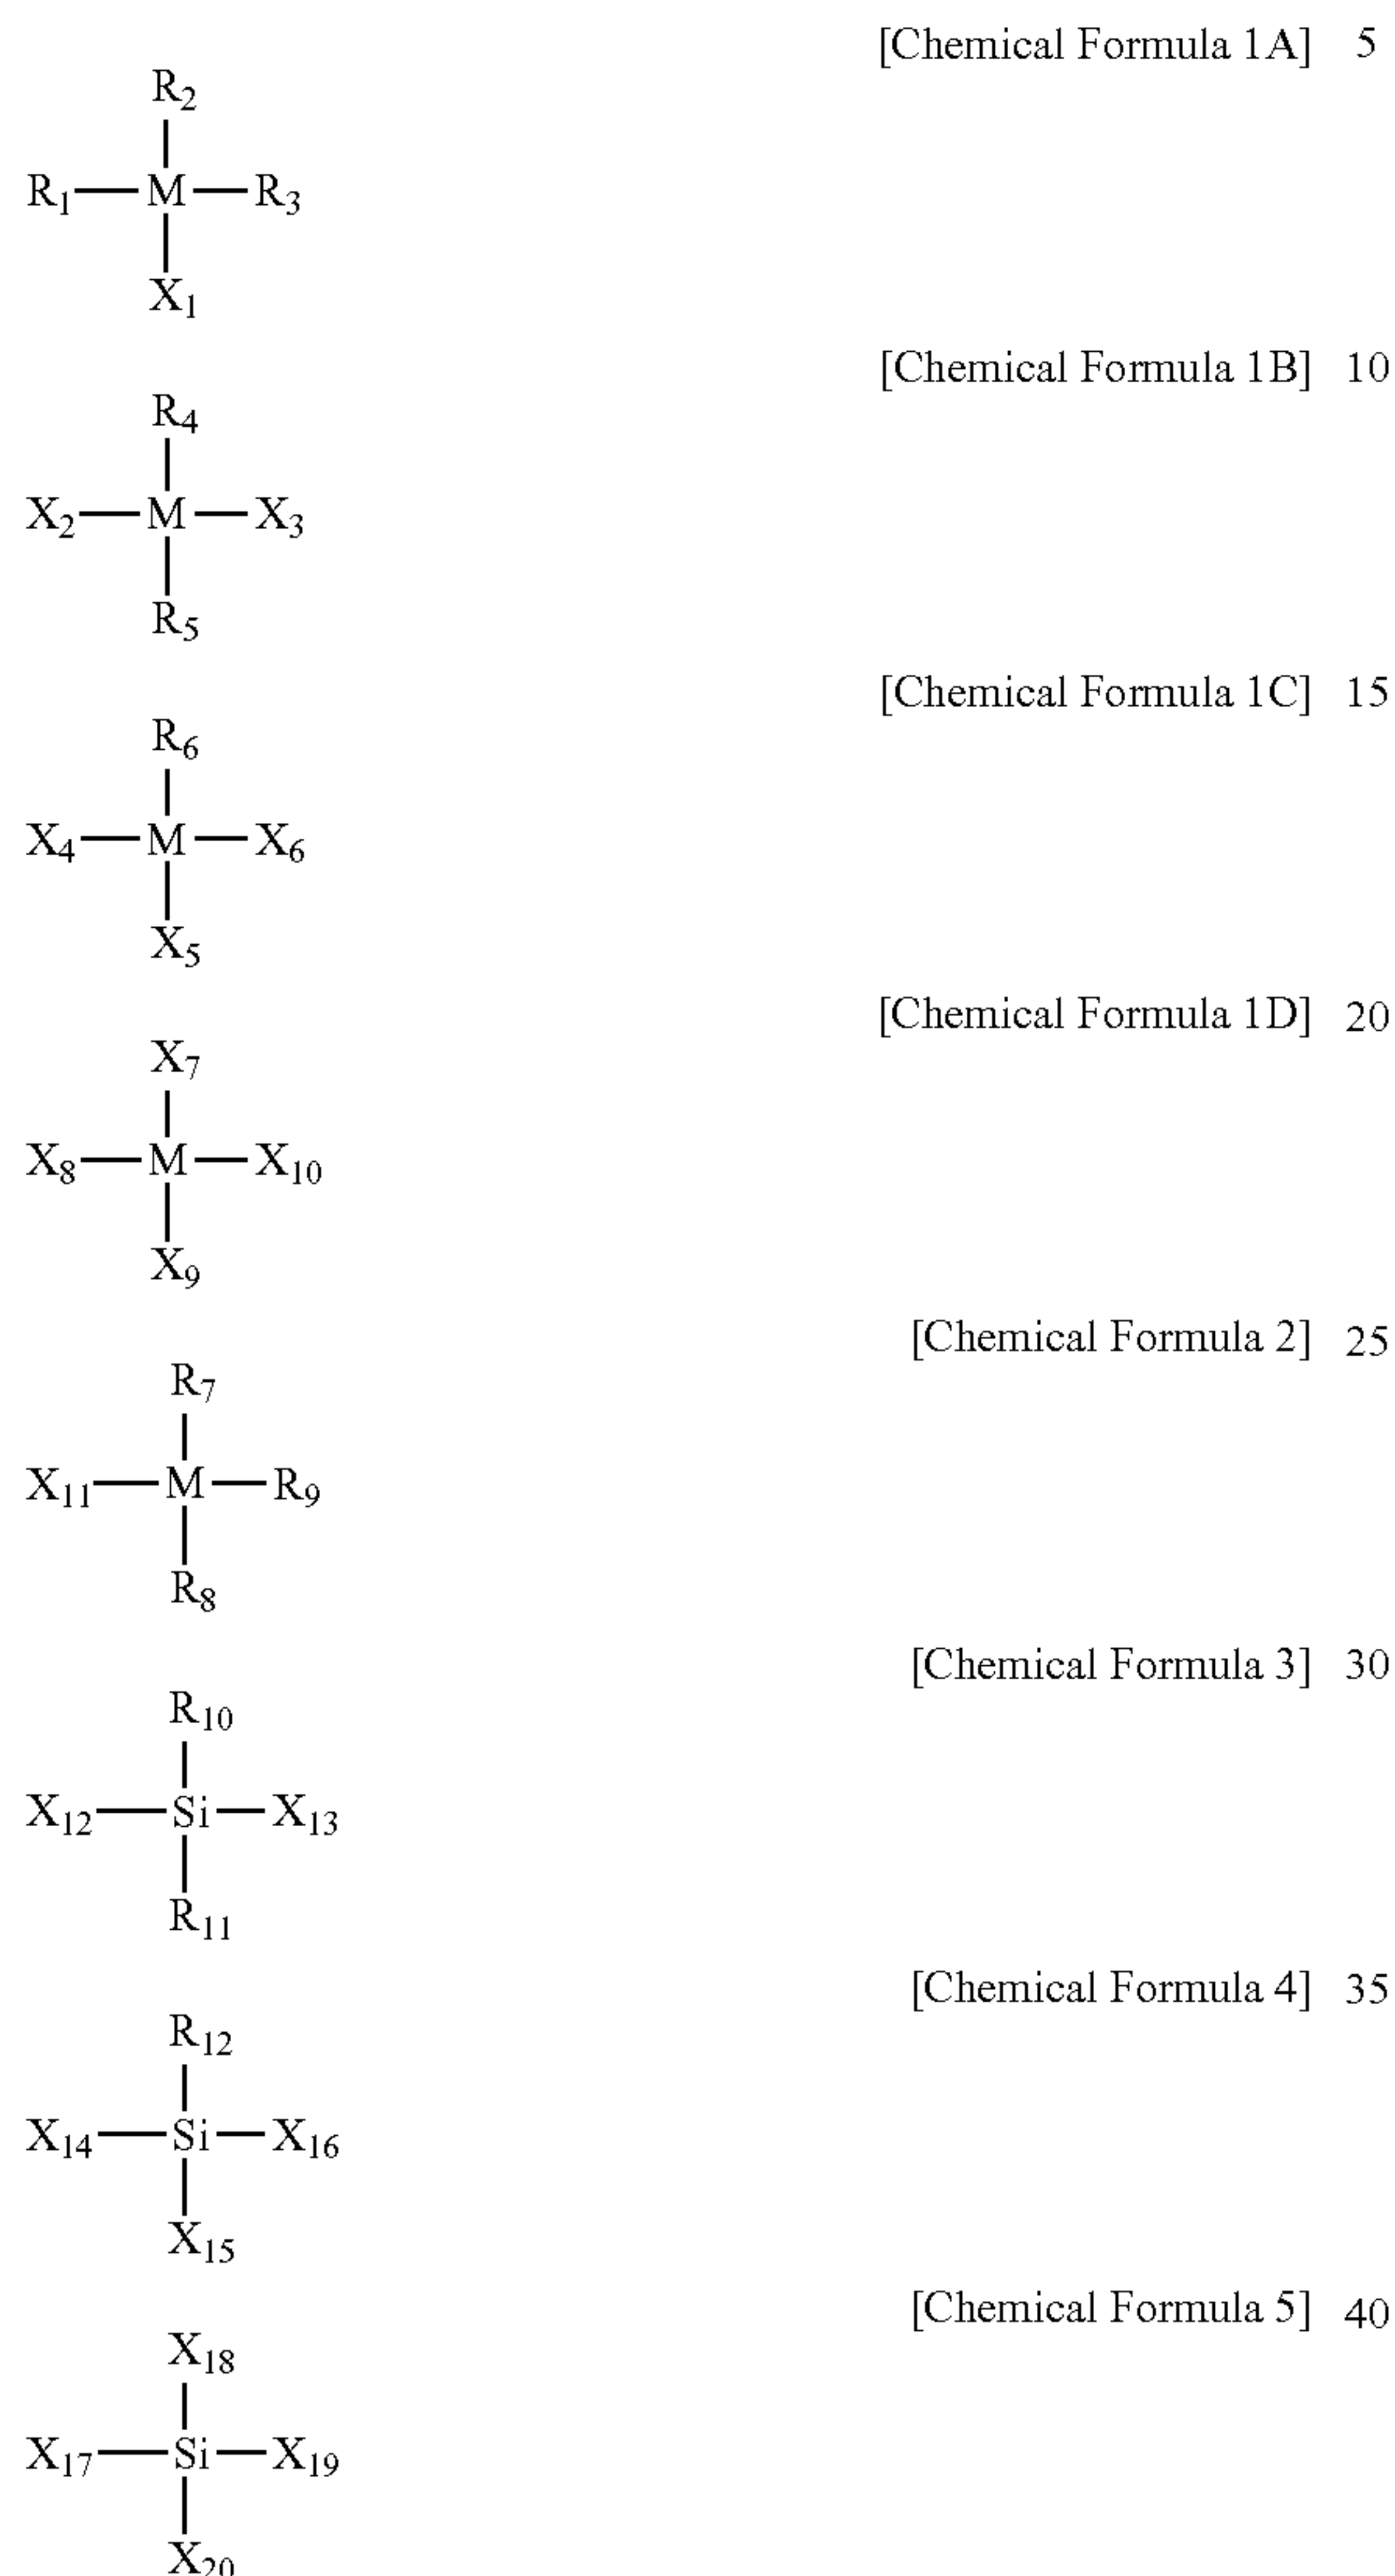 [Chemical Formula 1A] 5
R2
R1 M R3
X1
[Chemical Formula 1B] 10
R4
X2 M X3
R5
[Chemical Formula 1C] 15
R6
X4 M X6
X5
[Chemical Formula 1D] 20
X7
X8 M X10
X9
[Chemical Formula 2] 25
R7
X11 M R9
R8
[Chemical Formula 3] 30
R10
X12 Si X13
R11
[Chemical Formula 4] 35
R12
X14 Si X16
X15
[Chemical Formula 5] 40
X18
X17 Si X19
X20